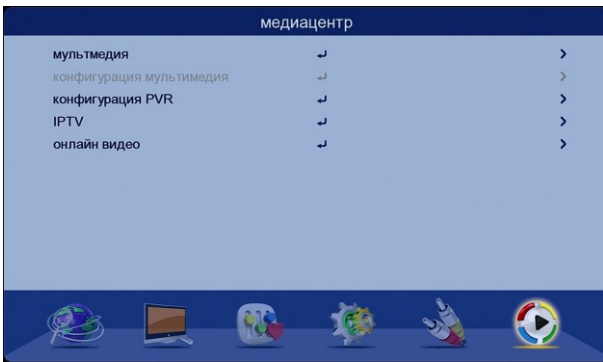 медиацентр
мультмедия
конфигурация мультимедия
конфигурация PVR
IPTV
онлайн видео